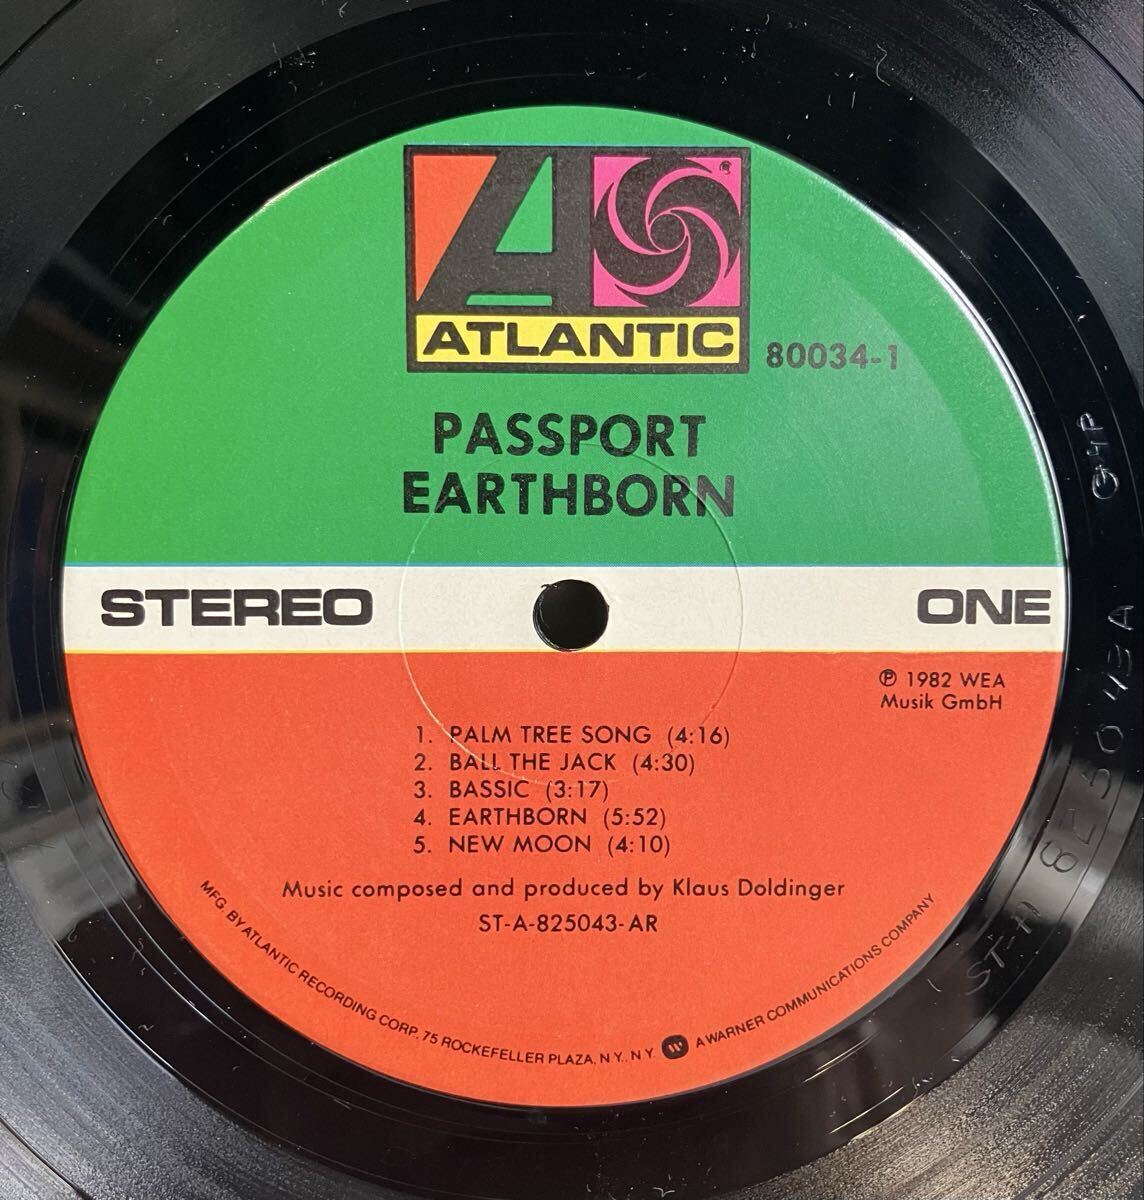 ATLANTIC
80034-1
PASSPORT
EARTHBORN
STEREO
ONE
℗ 1982 WEA
Musik GmbH
1. PALM TREE SONG (4:16)
2. BALL THE JACK (4:30)
3. BASSIC (3:17)
4. EARTHBORN (5:52)
5. NEW MOON (4:10)
Music composed and produced by Klaus Doldinger
ST-A-825043-AR
MFG. BY ATLANTIC RECORDING CORP. 75 ROCKEFELLER PLAZA, N.Y., N.Y. A WARNER COMMUNICATIONS COMPANY